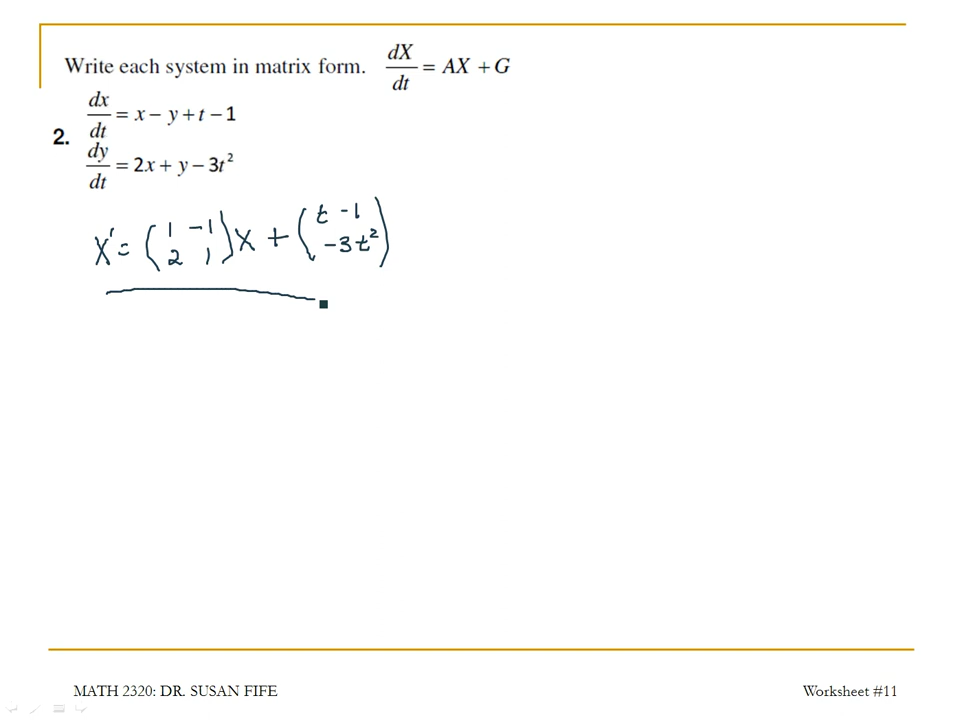 Write each system in matrix form. dX/dt = AX + G
2. dx/dt = x − y + t − 1
dy/dt = 2x + y − 3t²
X' = (1 −1; 2 1) X + (t − 1; −3t²)
MATH 2320: DR. SUSAN FIFE Worksheet #11